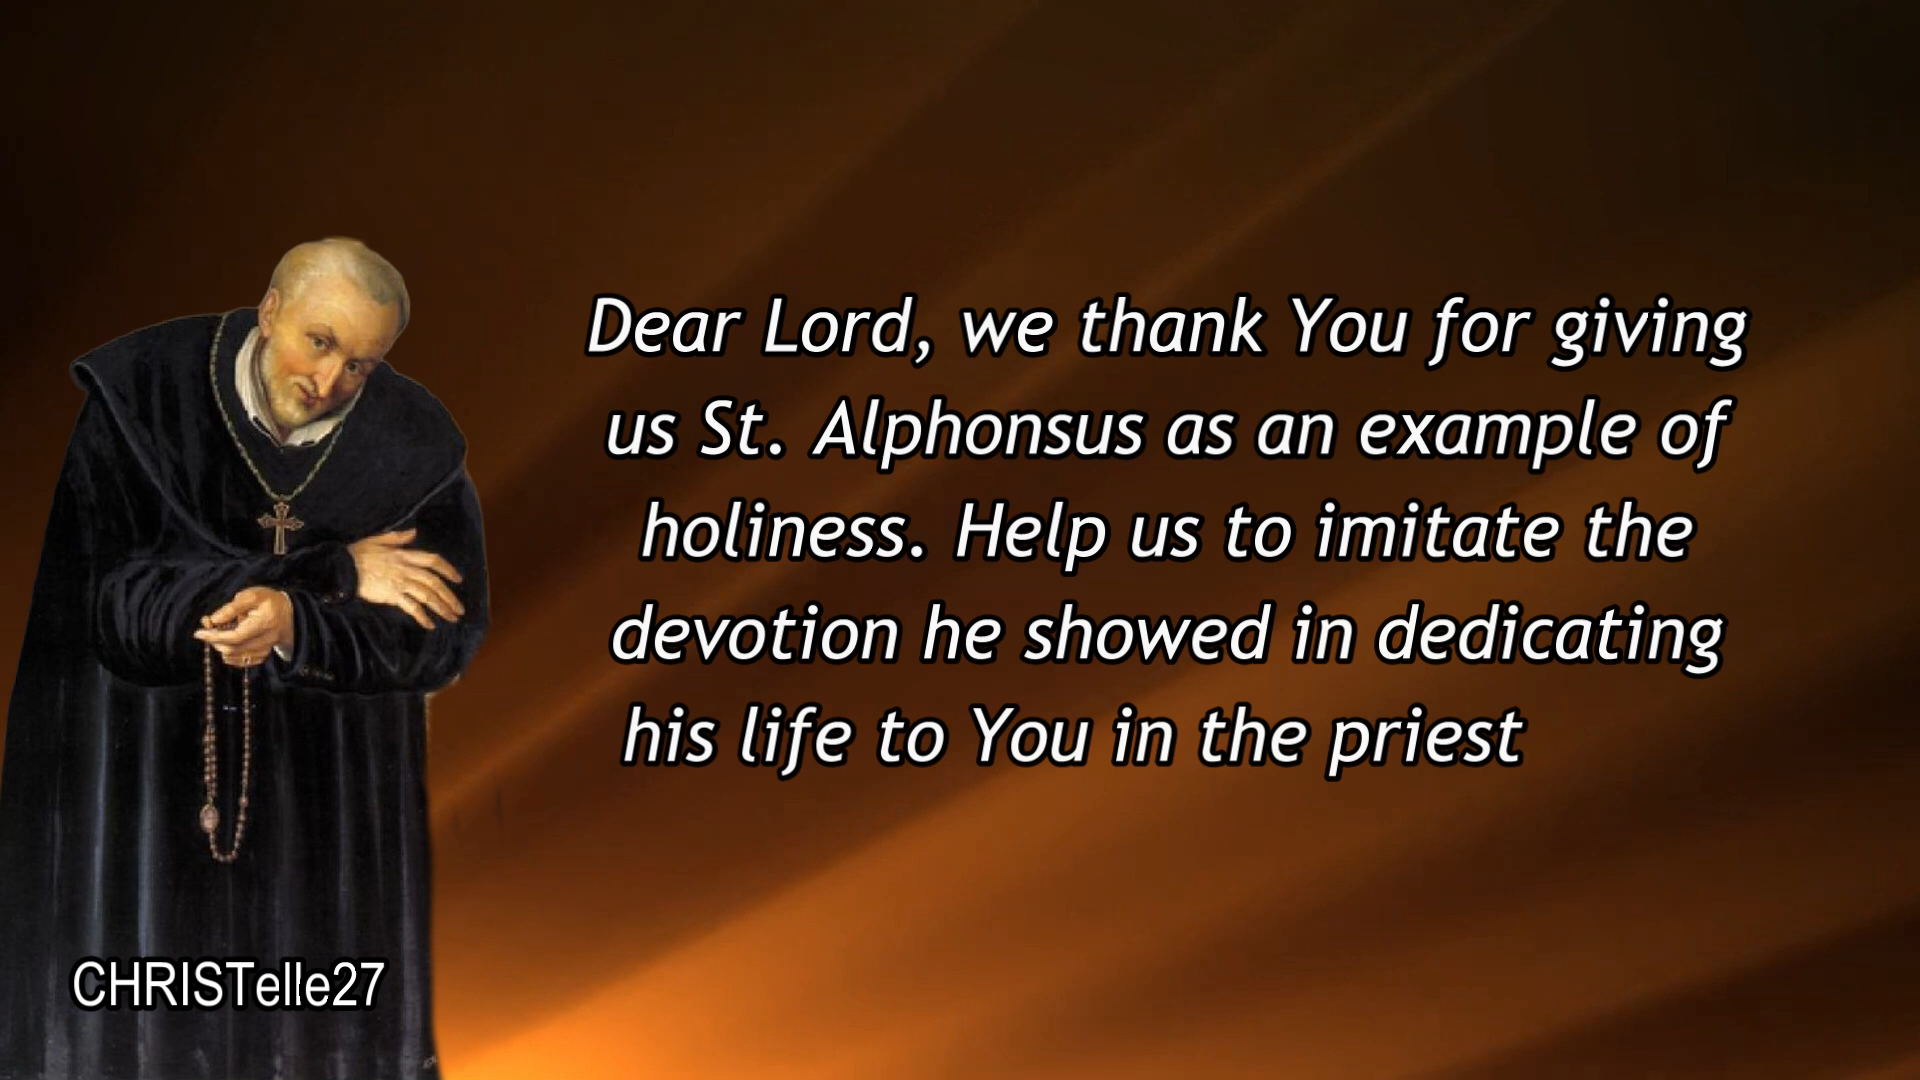 Dear Lord, we thank You for giving
us St. Alphonsus as an example of
holiness. Help us to imitate the
devotion he showed in dedicating
his life to You in the priest
CHRISTelle27